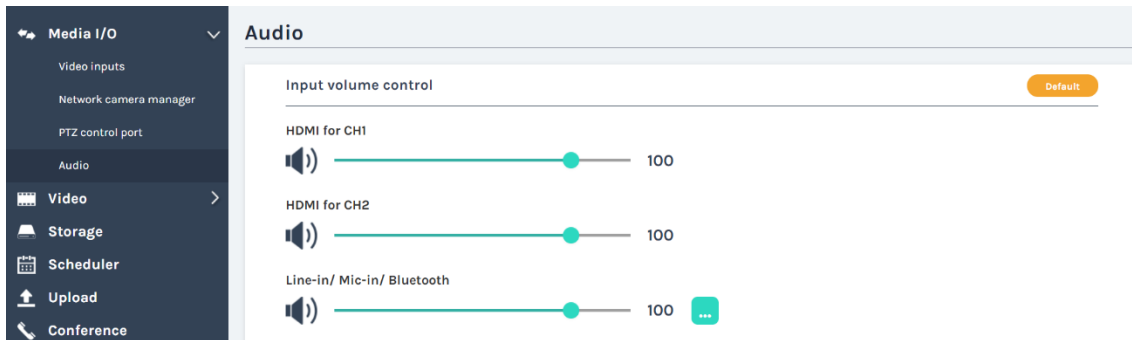 Media I/O
Video inputs
Network camera manager
PTZ control port
Audio
Video
Storage
Scheduler
Upload
Conference
Audio
Input volume control
Default
HDMI for CH1
100
HDMI for CH2
100
Line-in/ Mic-in/ Bluetooth
100
...